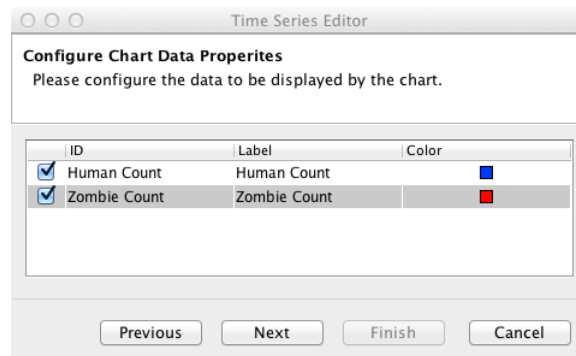 Time Series Editor
Configure Chart Data Properites
Please configure the data to be displayed by the chart.
ID Label Color
Human Count Human Count
Zombie Count Zombie Count
Previous Next Finish Cancel